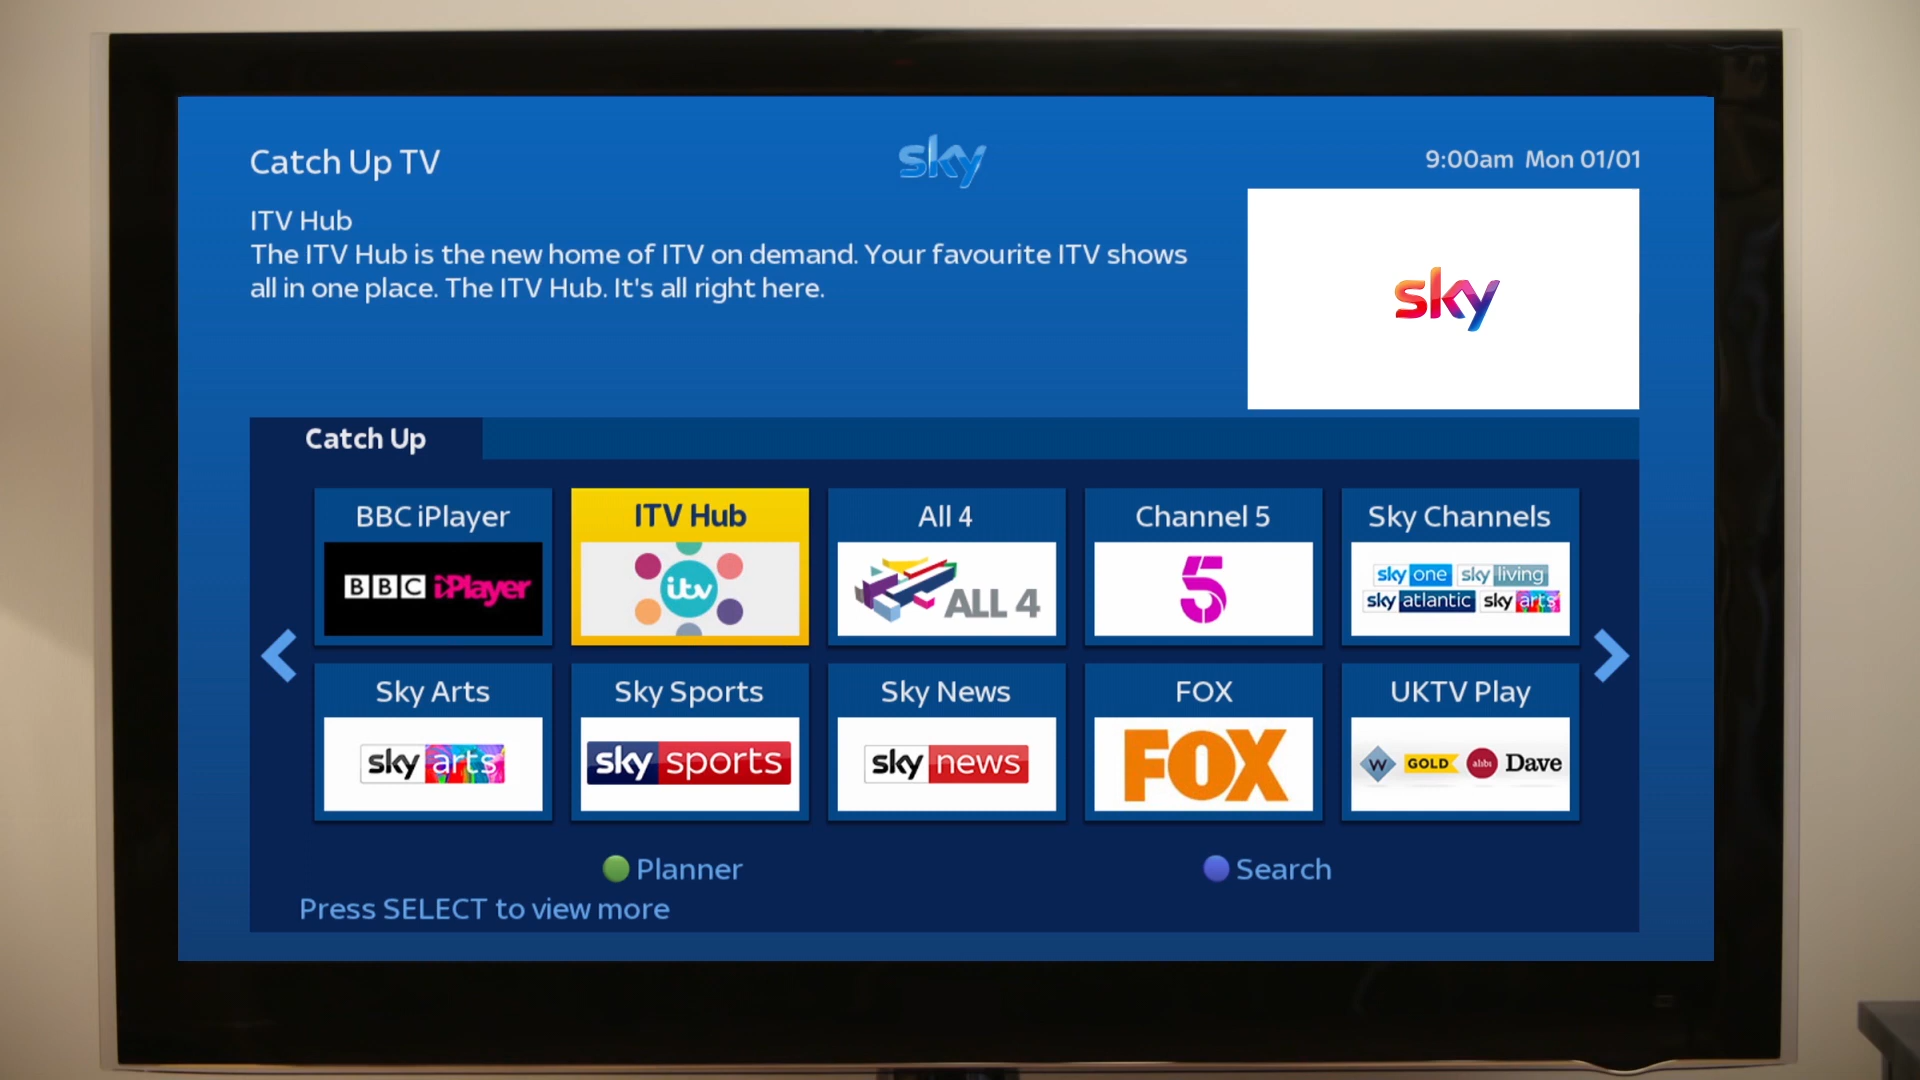 Catch Up TV
sky
9:00am Mon 01/01
ITV Hub
The ITV Hub is the new home of ITV on demand. Your favourite ITV shows
all in one place. The ITV Hub. It's all right here.
sky
Catch Up
BBC iPlayer
ITV Hub
All 4
Channel 5
Sky Channels
BBC iPlayer
itv
ALL 4
5
sky one sky living
sky atlantic sky arts
Sky Arts
Sky Sports
Sky News
FOX
UKTV Play
sky arts
sky sports
sky news
FOX
W GOLD alibi Dave
Planner
Search
Press SELECT to view more